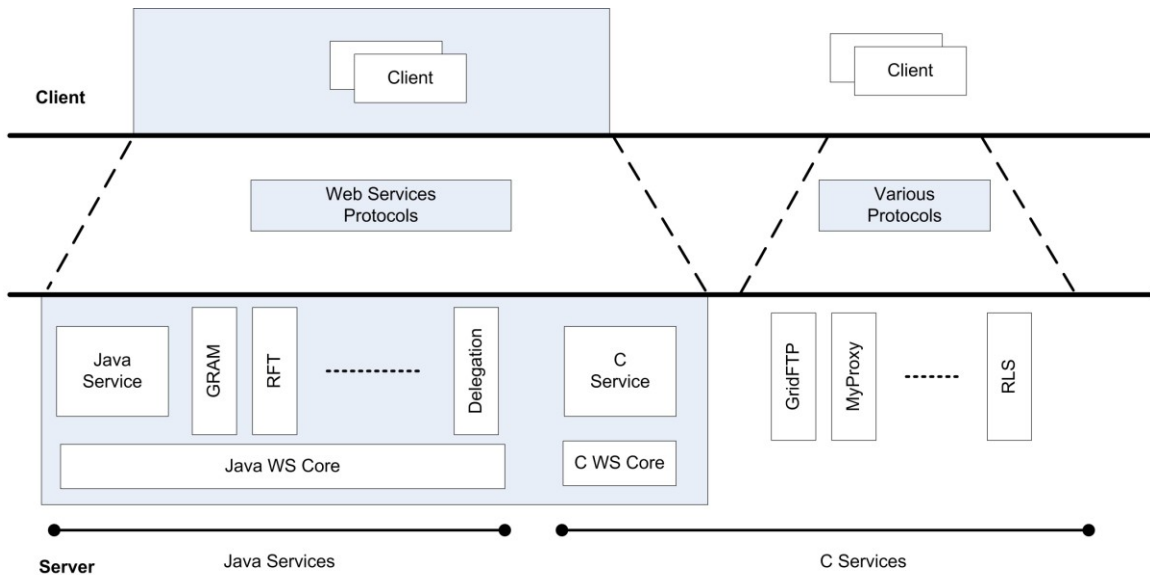 Client
Client
Client
Web Services
Protocols
Various
Protocols
Java
Service
GRAM
RFT
Delegation
C
Service
GridFTP
MyProxy
RLS
Java WS Core
C WS Core
Java Services
C Services
Server